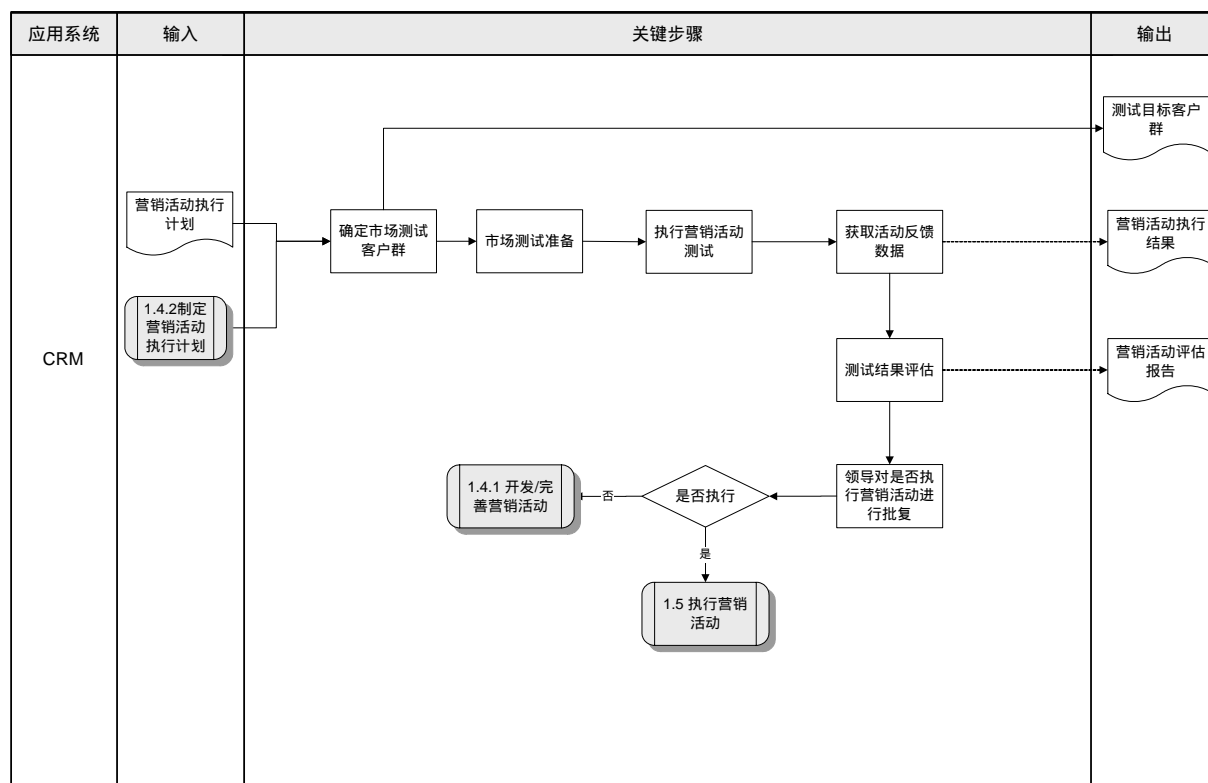 应用系统
输入
关键步骤
输出
测试目标客户
群
营销活动执行
计划
确定市场测试
客户群
市场测试准备
执行营销活动
测试
获取活动反馈
数据
营销活动执行
结果
1.4.2制定
营销活动
执行计划
CRM
测试结果评估
营销活动评估
报告
1.4.1 开发/完
善营销活动
否
是否执行
领导对是否执
行营销活动进
行批复
是
1.5 执行营销
活动